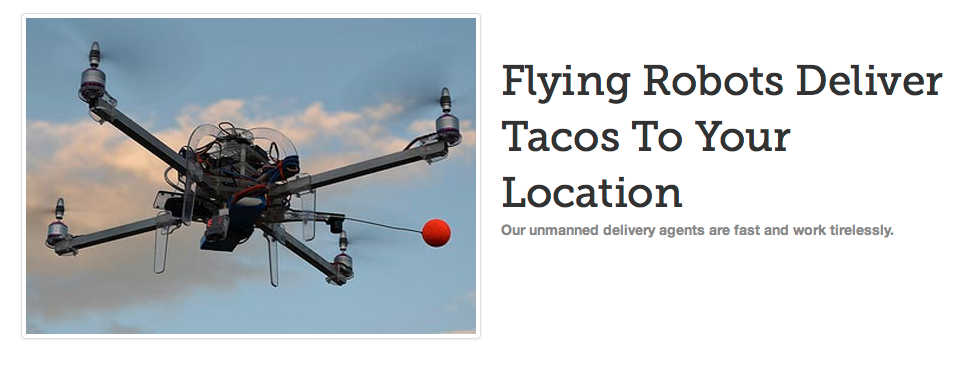 Flying Robots Deliver
Tacos To Your
Location
Our unmanned delivery agents are fast and work tirelessly.